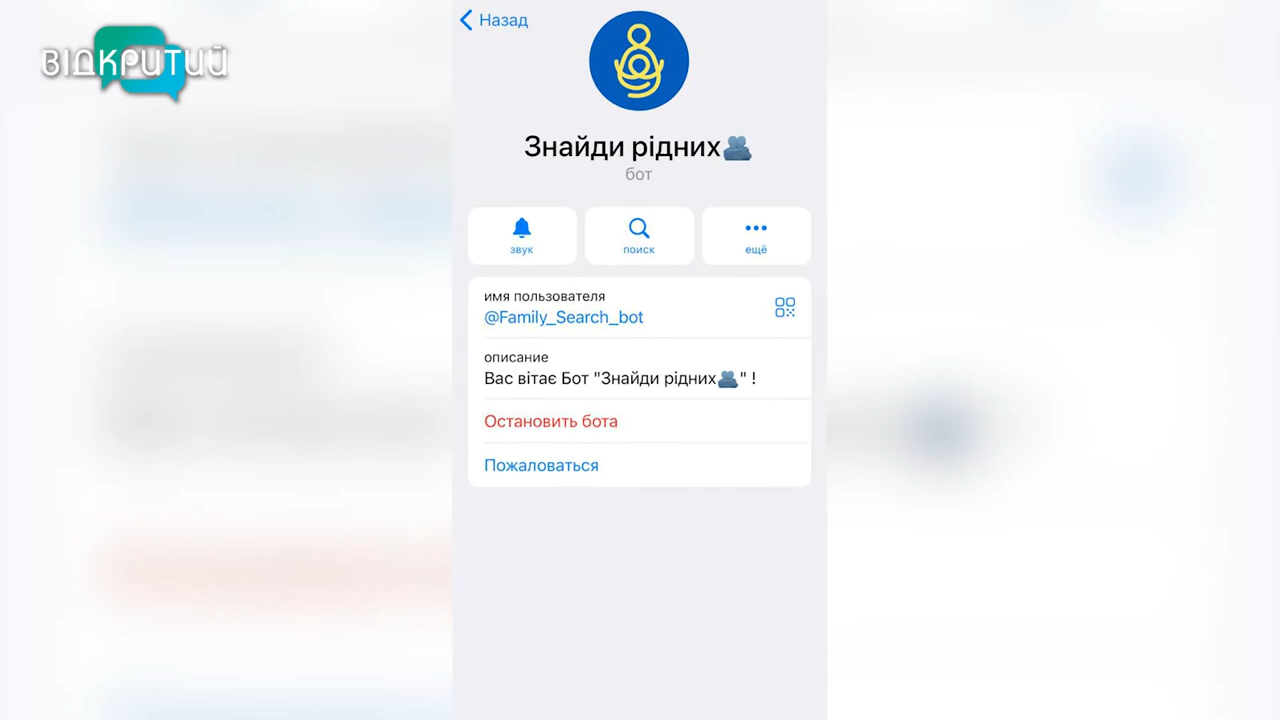 ВІДКРИТИЙ
Назад
Знайди рідних🫂
бот
звук
поиск
ещё
имя пользователя
@Family_Search_bot
описание
Вас вітає Бот "Знайди рідних🫂" !
Остановить бота
Пожаловаться